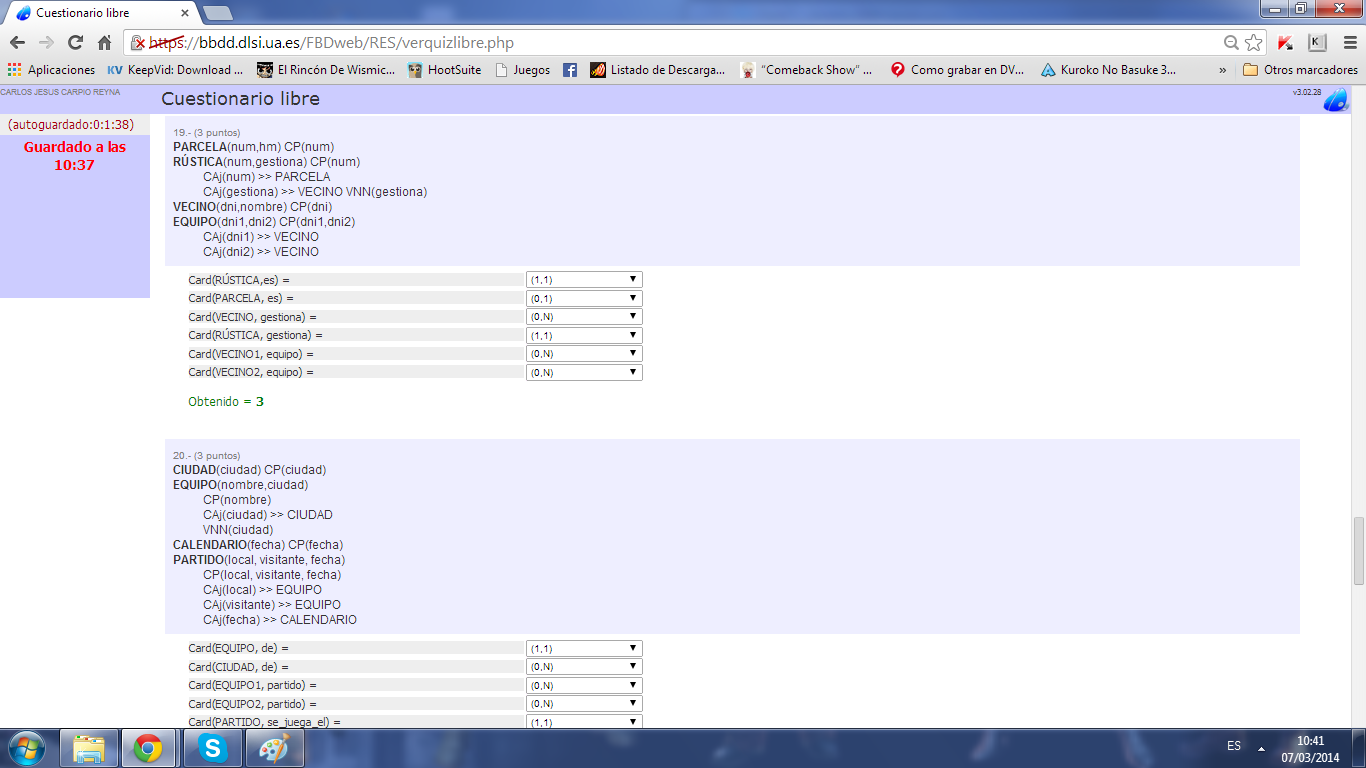 Cuestionario libre
https://bbdd.dlsi.ua.es/FBDweb/RES/verquizlibre.php
Aplicaciones KV KeepVid: Download ... El Rincón De Wismic... HootSuite Juegos Listado de Descarga... "Comeback Show" ... Como grabar en DV... Kuroko No Basuke 3... » Otros marcadores
CARLOS JESUS CARPIO REYNA
Cuestionario libre
v3.02.28
(autoguardado:0:1:38)
Guardado a las
10:37
19.- (3 puntos)
PARCELA(num,hm) CP(num)
RÚSTICA(num,gestiona) CP(num)
CAj(num) >> PARCELA
CAj(gestiona) >> VECINO VNN(gestiona)
VECINO(dni,nombre) CP(dni)
EQUIPO(dni1,dni2) CP(dni1,dni2)
CAj(dni1) >> VECINO
CAj(dni2) >> VECINO
Card(RÚSTICA,es) = (1,1)
Card(PARCELA, es) = (0,1)
Card(VECINO, gestiona) = (0,N)
Card(RÚSTICA, gestiona) = (1,1)
Card(VECINO1, equipo) = (0,N)
Card(VECINO2, equipo) = (0,N)
Obtenido = 3
20.- (3 puntos)
CIUDAD(ciudad) CP(ciudad)
EQUIPO(nombre,ciudad)
CP(nombre)
CAj(ciudad) >> CIUDAD
VNN(ciudad)
CALENDARIO(fecha) CP(fecha)
PARTIDO(local, visitante, fecha)
CP(local, visitante, fecha)
CAj(local) >> EQUIPO
CAj(visitante) >> EQUIPO
CAj(fecha) >> CALENDARIO
Card(EQUIPO, de) = (1,1)
Card(CIUDAD, de) = (0,N)
Card(EQUIPO1, partido) = (0,N)
Card(EQUIPO2, partido) = (0,N)
Card(PARTIDO, se_juega_el) = (1,1)
ES
10:41
07/03/2014